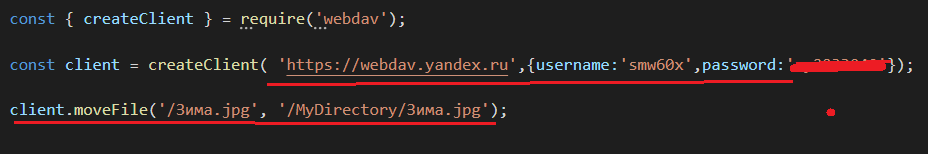 const { createClient } = require('webdav');
const client = createClient( 'https://webdav.yandex.ru',{username:'smw60x',password:' '});
client.moveFile('/Зима.jpg', '/MyDirectory/Зима.jpg');